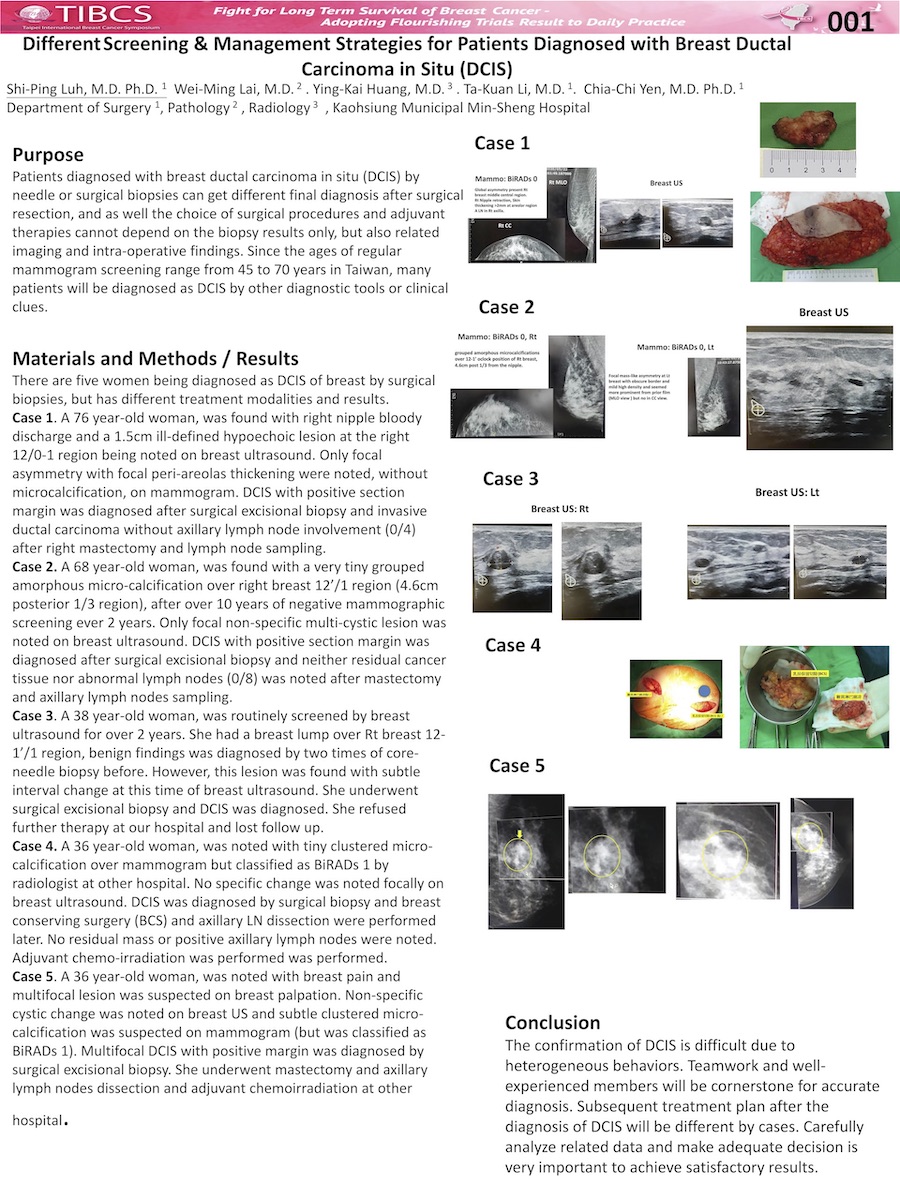 TIBCS
Taipei International Breast Cancer Symposium
Fight for Long Term Survival of Breast Cancer -
Adopting Flourishing Trials Result to Daily Practice
001
Different Screening & Management Strategies for Patients Diagnosed with Breast Ductal
Carcinoma in Situ (DCIS)
Shi-Ping Luh, M.D. Ph.D. 1 Wei-Ming Lai, M.D. 2 . Ying-Kai Huang, M.D. 3 . Ta-Kuan Li, M.D. 1. Chia-Chi Yen, M.D. Ph.D. 1
Department of Surgery 1, Pathology 2 , Radiology 3 , Kaohsiung Municipal Min-Sheng Hospital
Purpose
Patients diagnosed with breast ductal carcinoma in situ (DCIS) by
needle or surgical biopsies can get different final diagnosis after surgical
resection, and as well the choice of surgical procedures and adjuvant
therapies cannot depend on the biopsy results only, but also related
imaging and intra-operative findings. Since the ages of regular
mammogram screening range from 45 to 70 years in Taiwan, many
patients will be diagnosed as DCIS by other diagnostic tools or clinical
clues.
Materials and Methods / Results
There are five women being diagnosed as DCIS of breast by surgical
biopsies, but has different treatment modalities and results.
Case 1. A 76 year-old woman, was found with right nipple bloody
discharge and a 1.5cm ill-defined hypoechoic lesion at the right
12/0-1 region being noted on breast ultrasound. Only focal
asymmetry with focal peri-areolas thickening were noted, without
microcalcification, on mammogram. DCIS with positive section
margin was diagnosed after surgical excisional biopsy and invasive
ductal carcinoma without axillary lymph node involvement (0/4)
after right mastectomy and lymph node sampling.
Case 2. A 68 year-old woman, was found with a very tiny grouped
amorphous micro-calcification over right breast 12’/1 region (4.6cm
posterior 1/3 region), after over 10 years of negative mammographic
screening ever 2 years. Only focal non-specific multi-cystic lesion was
noted on breast ultrasound. DCIS with positive section margin was
diagnosed after surgical excisional biopsy and neither residual cancer
tissue nor abnormal lymph nodes (0/8) was noted after mastectomy
and axillary lymph nodes sampling.
Case 3. A 38 year-old woman, was routinely screened by breast
ultrasound for over 2 years. She had a breast lump over Rt breast 12-
1’/1 region, benign findings was diagnosed by two times of core-
needle biopsy before. However, this lesion was found with subtle
interval change at this time of breast ultrasound. She underwent
surgical excisional biopsy and DCIS was diagnosed. She refused
further therapy at our hospital and lost follow up.
Case 4. A 36 year-old woman, was noted with tiny clustered micro-
calcification over mammogram but classified as BiRADs 1 by
radiologist at other hospital. No specific change was noted focally on
breast ultrasound. DCIS was diagnosed by surgical biopsy and breast
conserving surgery (BCS) and axillary LN dissection were performed
later. No residual mass or positive axillary lymph nodes were noted.
Adjuvant chemo-irradiation was performed was performed.
Case 5. A 36 year-old woman, was noted with breast pain and
multifocal lesion was suspected on breast palpation. Non-specific
cystic change was noted on breast US and subtle clustered micro-
calcification was suspected on mammogram (but was classified as
BiRADs 1). Multifocal DCIS with positive margin was diagnosed by
surgical excisional biopsy. She underwent mastectomy and axillary
lymph nodes dissection and adjuvant chemoirradiation at other
hospital.
Case 1
Mammo: BiRADs 0
Global asymmetry present Rt
breast middle central region.
Rt Nipple retraction, Skin
thickening >2mm at areolar region
A LN in Rt axilla.
Rt MLO
Rt CC
Breast US
0 1 2 3 4
Case 2
Mammo: BiRADs 0, Rt
grouped amorphous microcalcifications
over 12-1' oclock position of Rt breast,
4.6cm post 1/3 from the nipple.
Mammo: BiRADs 0, Lt
Focal mass-like asymmetry at Lt
breast with obscure border and
mild high density and seemed
more prominent from prior film
(MLO view ) but no in CC view.
Breast US
Case 3
Breast US: Rt
Breast US: Lt
Case 4
Case 5
Conclusion
The confirmation of DCIS is difficult due to
heterogeneous behaviors. Teamwork and well-
experienced members will be cornerstone for accurate
diagnosis. Subsequent treatment plan after the
diagnosis of DCIS will be different by cases. Carefully
analyze related data and make adequate decision is
very important to achieve satisfactory results.